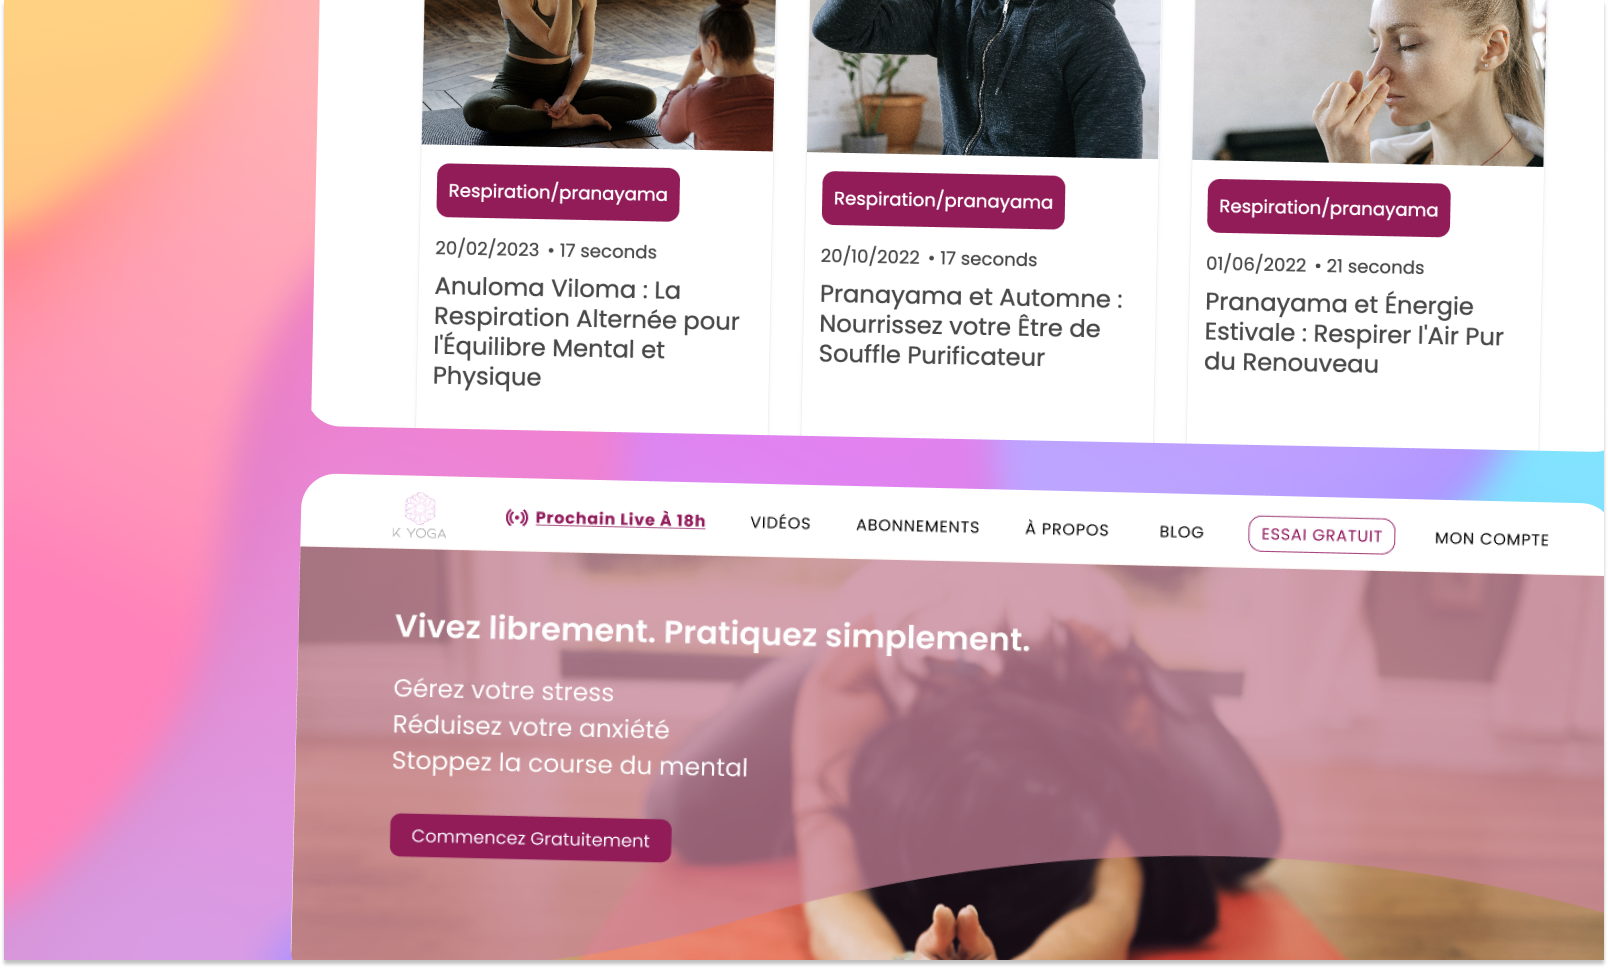 Respiration/pranayama
20/02/2023 • 17 seconds
Anuloma Viloma : La
Respiration Alternée pour
l'Équilibre Mental et
Physique
Respiration/pranayama
20/10/2022 • 17 seconds
Pranayama et Automne :
Nourrissez votre Être de
Souffle Purificateur
Respiration/pranayama
01/06/2022 • 21 seconds
Pranayama et Énergie
Estivale : Respirer l'Air Pur
du Renouveau
K YOGA
Prochain Live À 18h
VIDÉOS
ABONNEMENTS
À PROPOS
BLOG
ESSAI GRATUIT
MON COMPTE
Vivez librement. Pratiquez simplement.
Gérez votre stress
Réduisez votre anxiété
Stoppez la course du mental
Commencez Gratuitement